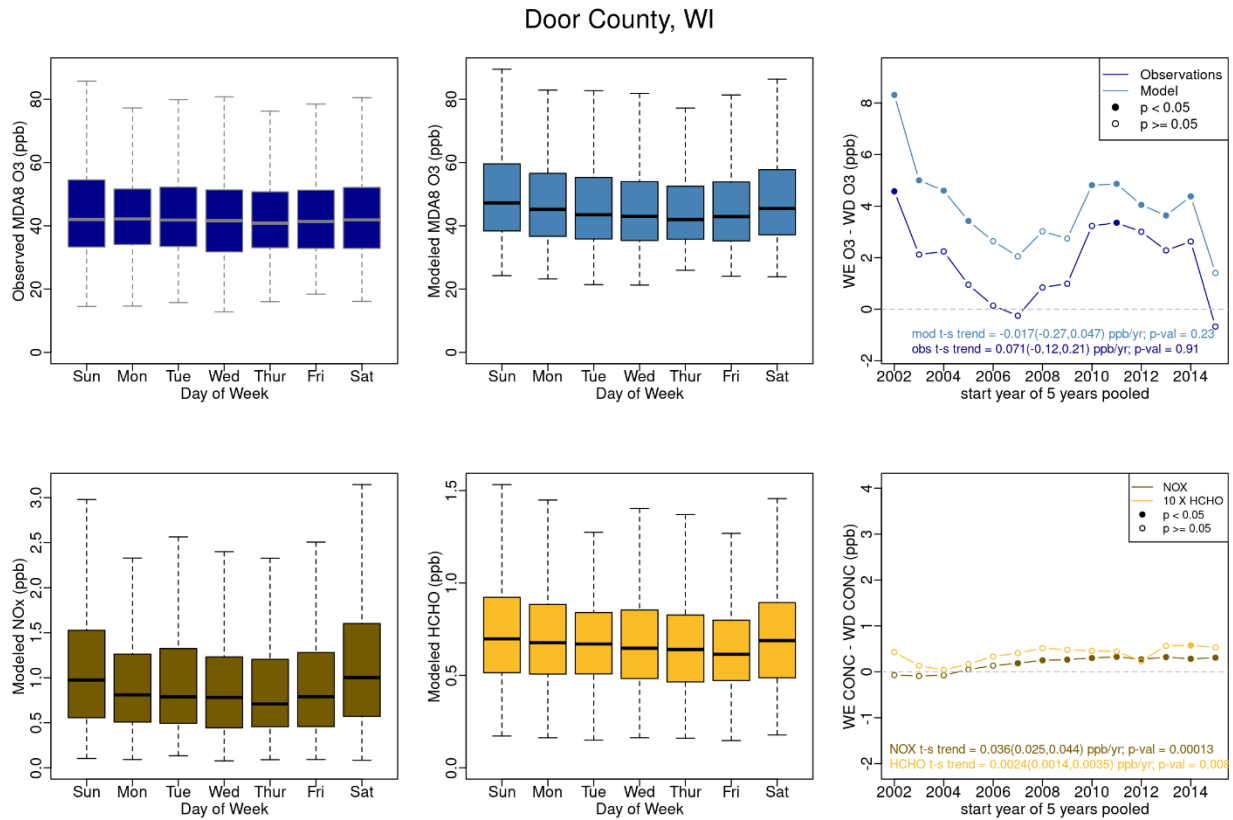 Door County, WI
Observed MDA8 O3 (ppb)
80
60
40
20
0
Sun Mon Tue Wed Thur Fri Sat
Day of Week
Modeled MDA8 O3 (ppb)
80
60
40
20
0
Sun Mon Tue Wed Thur Fri Sat
Day of Week
WE O3 - WD O3 (ppb)
8
6
4
2
0
-2
Observations
Model
p < 0.05
p >= 0.05
mod t-s trend = -0.017(-0.27,0.047) ppb/yr; p-val = 0.23
obs t-s trend = 0.071(-0.12,0.21) ppb/yr; p-val = 0.91
2002 2004 2006 2008 2010 2012 2014
start year of 5 years pooled
Modeled NOx (ppb)
3.0
2.5
2.0
1.5
1.0
0.5
0.0
Sun Mon Tue Wed Thur Fri Sat
Day of Week
Modeled HCHO (ppb)
1.5
1.0
0.5
0.0
Sun Mon Tue Wed Thur Fri Sat
Day of Week
WE CONC - WD CONC (ppb)
4
3
2
1
0
-1
-2
NOX
10 X HCHO
p < 0.05
p >= 0.05
NOX t-s trend = 0.036(0.025,0.044) ppb/yr; p-val = 0.00013
HCHO t-s trend = 0.0024(0.0014,0.0035) ppb/yr; p-val = 0.008
2002 2004 2006 2008 2010 2012 2014
start year of 5 years pooled